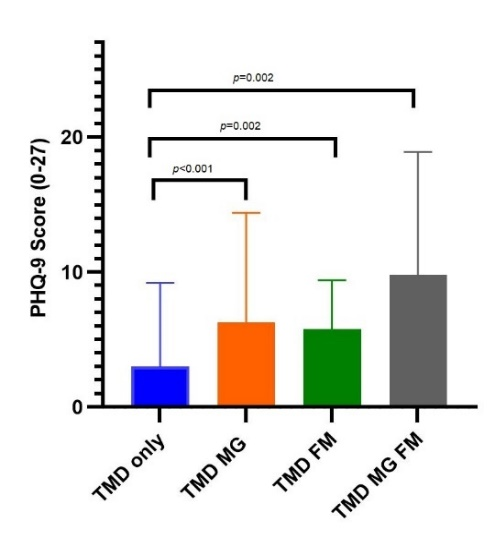 p=0.002
p=0.002
p<0.001
PHQ-9 Score (0-27)
20
10
0
TMD only
TMD MG
TMD FM
TMD MG FM